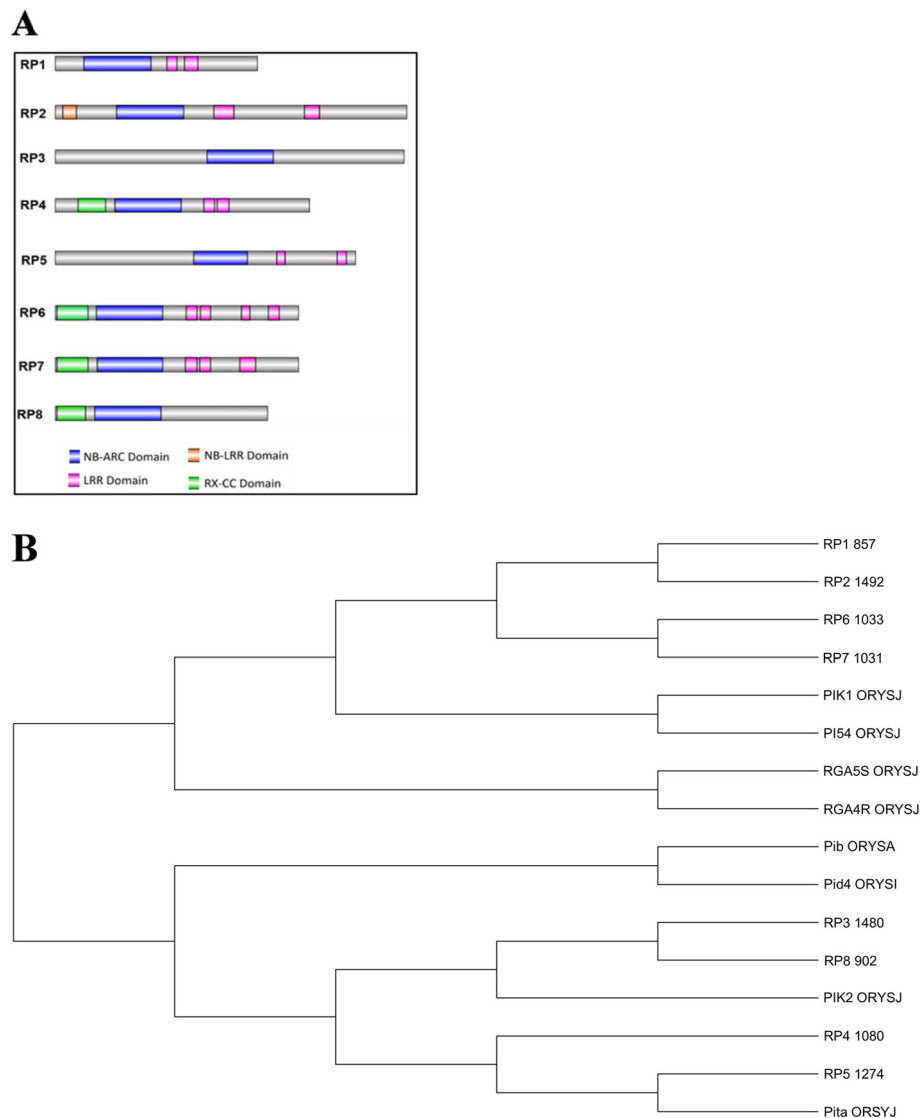 A
RP1
RP2
RP3
RP4
RP5
RP6
RP7
RP8
NB-ARC Domain
NB-LRR Domain
LRR Domain
RX-CC Domain
B
RP1 857
RP2 1492
RP6 1033
RP7 1031
PIK1 ORYSJ
PI54 ORYSJ
RGA5S ORYSJ
RGA4R ORYSJ
Pib ORYSA
Pid4 ORYSI
RP3 1480
RP8 902
PIK2 ORYSJ
RP4 1080
RP5 1274
Pita ORSYJ